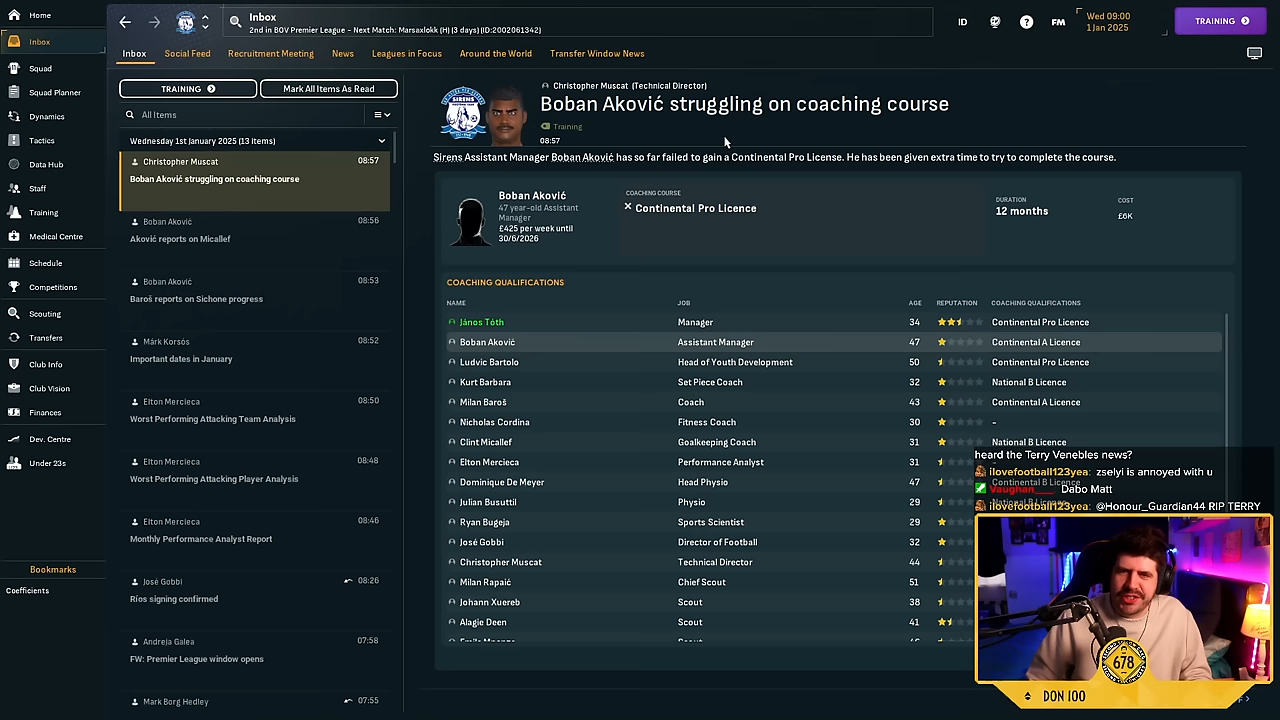 Home
Inbox
Squad
Squad Planner
Dynamics
Tactics
Data Hub
Staff
Training
Medical Centre
Schedule
Competitions
Scouting
Transfers
Club Info
Club Vision
Finances
Dev. Centre
Under 23s
Bookmarks
Coefficients
Inbox
2nd in BOV Premier League - Next Match: Marsaxlokk (H) (3 days) (ID:2002061342)
ID
FM
Wed 09:00
1 Jan 2025
TRAINING
Inbox Social Feed Recruitment Meeting News Leagues in Focus Around the World Transfer Window News
TRAINING Mark All Items As Read
All Items
Wednesday 1st January 2025 (13 items)
Christopher Muscat 08:57
Boban Aković struggling on coaching course
Boban Aković 08:56
Aković reports on Micallef
Boban Aković 08:53
Baroš reports on Sichone progress
Márk Korsós 08:52
Important dates in January
Elton Mercieca 08:50
Worst Performing Attacking Team Analysis
Elton Mercieca 08:48
Worst Performing Attacking Player Analysis
Elton Mercieca 08:46
Monthly Performance Analyst Report
José Gobbi 08:26
Ríos signing confirmed
Andreja Galea 07:58
FW: Premier League window opens
Mark Borg Hedley 07:55
SIRENS
Christopher Muscat (Technical Director)
Boban Aković struggling on coaching course
Training
08:57
Sirens Assistant Manager Boban Aković has so far failed to gain a Continental Pro License. He has been given extra time to try to complete the course.
Boban Aković
47 year-old Assistant
Manager
£425 per week until
30/6/2026
COACHING COURSE
Continental Pro Licence
DURATION
12 months
COST
£6K
COACHING QUALIFICATIONS
NAME JOB AGE REPUTATION COACHING QUALIFICATIONS
János Tóth Manager 34 Continental Pro Licence
Boban Aković Assistant Manager 47 Continental A Licence
Ludvic Bartolo Head of Youth Development 50 Continental Pro Licence
Kurt Barbara Set Piece Coach 32 National B Licence
Milan Baroš Coach 43 Continental A Licence
Nicholas Cordina Fitness Coach 30 -
Clint Micallef Goalkeeping Coach 31 National B Licence
Elton Mercieca Performance Analyst 31
Dominique De Meyer Head Physio 47 Continental B Licence
Julian Busuttil Physio 29
Ryan Bugeja Sports Scientist 29
José Gobbi Director of Football 32
Christopher Muscat Technical Director 44
Milan Rapaić Chief Scout 51
Johann Xuereb Scout 38
Alagie Deen Scout 41
heard the Terry Venebles news?
ilovefootball123yea: zselyi is annoyed with u
Vaughan___: Dabo Matt
ilovefootball123yea: @Honour_Guardian44 RIP TERRY
678
DON 100